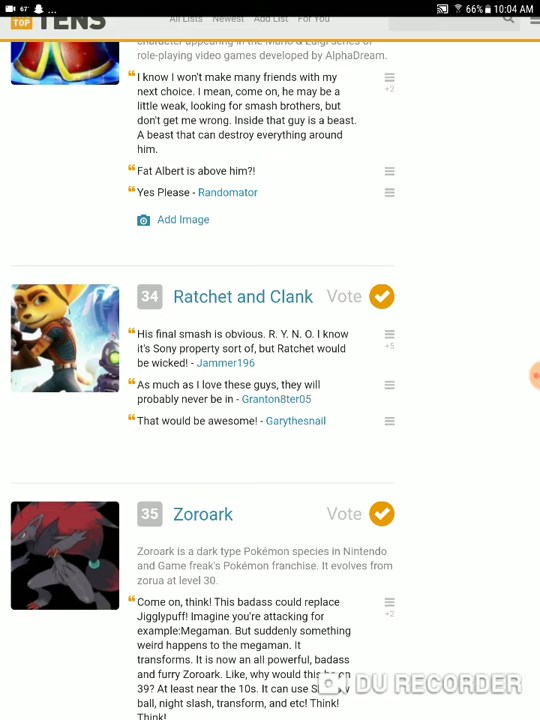 67°
...
66% 10:04 AM
TOP TENS
All Lists Newest Add List For You
character appearing in the Mario & Luigi series of
role-playing video games developed by AlphaDream.
I know I won't make many friends with my
next choice. I mean, come on, he may be a
little weak, looking for smash brothers, but
don't get me wrong. Inside that guy is a beast.
A beast that can destroy everything around
him.
+2
Fat Albert is above him?!
Yes Please - Randomator
Add Image
34 Ratchet and Clank Vote
His final smash is obvious. R. Y. N. O. I know
it's Sony property sort of, but Ratchet would
be wicked! - Jammer196
+5
As much as I love these guys, they will
probably never be in - Granton8ter05
That would be awesome! - Garythesnail
35 Zoroark Vote
Zoroark is a dark type Pokémon species in Nintendo
and Game freak's Pokémon franchise. It evolves from
zorua at level 30.
Come on, think! This badass could replace
Jigglypuff! Imagine you're attacking for
example:Megaman. But suddenly something
weird happens to the megaman. It
transforms. It is now an all powerful, badass
and furry Zoroark. Like, why would this be on
39? At least near the 10s. It can use
ball, night slash, transform, and etc! Think!
Think!
+2
DU RECORDER